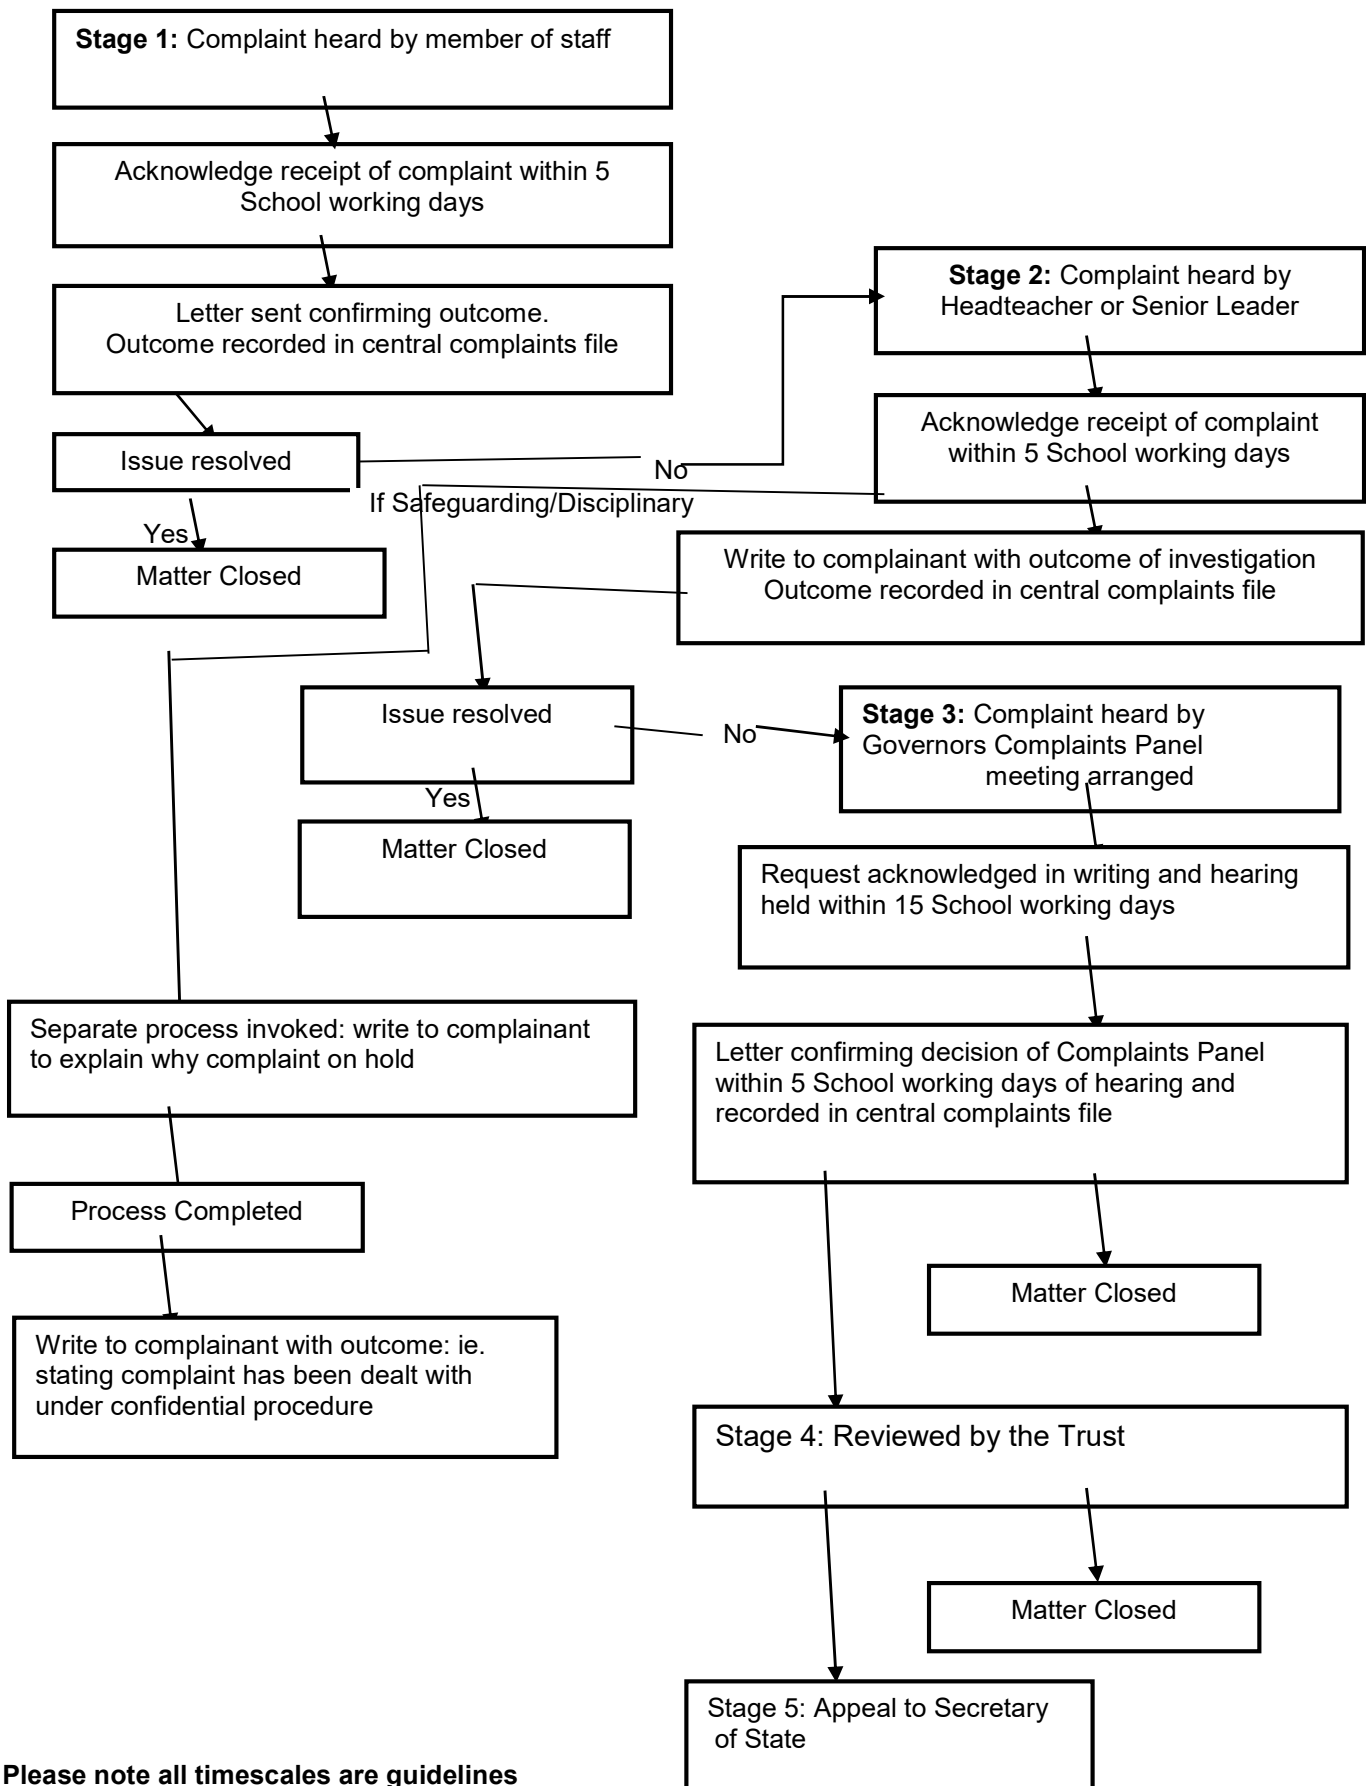 Stage 1: Complaint heard by member of staff
Acknowledge receipt of complaint within 5
School working days
Letter sent confirming outcome.
Outcome recorded in central complaints file
Issue resolved
No
If Safeguarding/Disciplinary
Yes
Matter Closed
Stage 2: Complaint heard by
Headteacher or Senior Leader
Acknowledge receipt of complaint
within 5 School working days
Write to complainant with outcome of investigation
Outcome recorded in central complaints file
Issue resolved
No
Yes
Matter Closed
Stage 3: Complaint heard by
Governors Complaints Panel
meeting arranged
Request acknowledged in writing and hearing
held within 15 School working days
Separate process invoked: write to complainant
to explain why complaint on hold
Process Completed
Write to complainant with outcome: ie.
stating complaint has been dealt with
under confidential procedure
Letter confirming decision of Complaints Panel
within 5 School working days of hearing and
recorded in central complaints file
Matter Closed
Stage 4: Reviewed by the Trust
Matter Closed
Stage 5: Appeal to Secretary
of State
Please note all timescales are guidelines